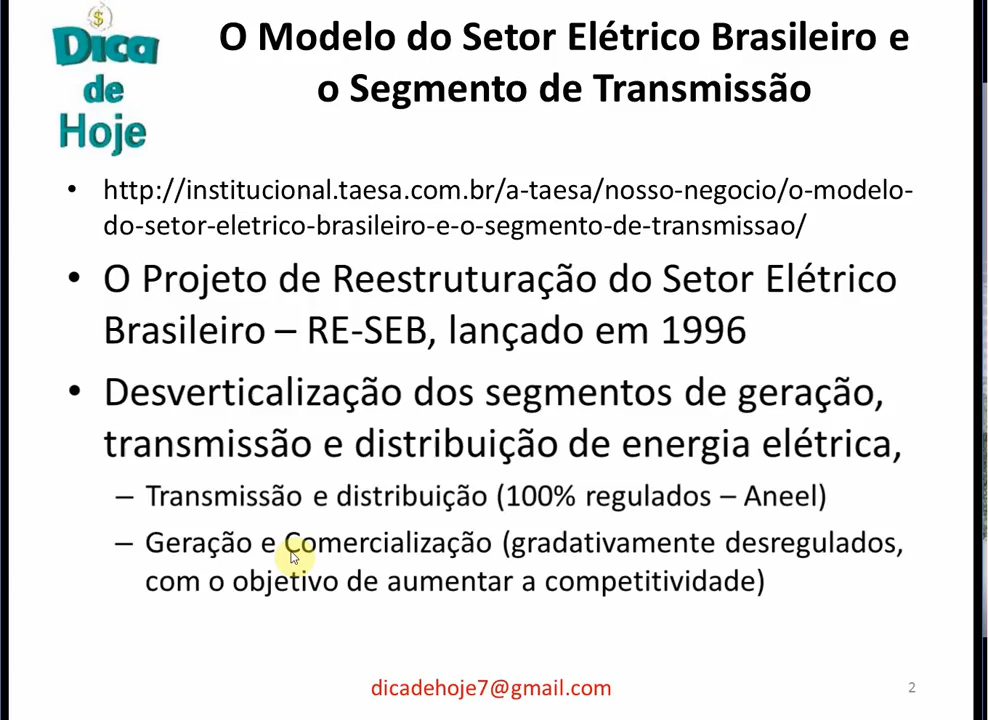 $
Dica
de
Hoje
O Modelo do Setor Elétrico Brasileiro e
o Segmento de Transmissão
• http://institucional.taesa.com.br/a-taesa/nosso-negocio/o-modelo-
do-setor-eletrico-brasileiro-e-o-segmento-de-transmissao/
• O Projeto de Reestruturação do Setor Elétrico
Brasileiro – RE-SEB, lançado em 1996
• Desverticalização dos segmentos de geração,
transmissão e distribuição de energia elétrica,
– Transmissão e distribuição (100% regulados – Aneel)
– Geração e Comercialização (gradativamente desregulados,
com o objetivo de aumentar a competitividade)
dicadehoje7@gmail.com
2